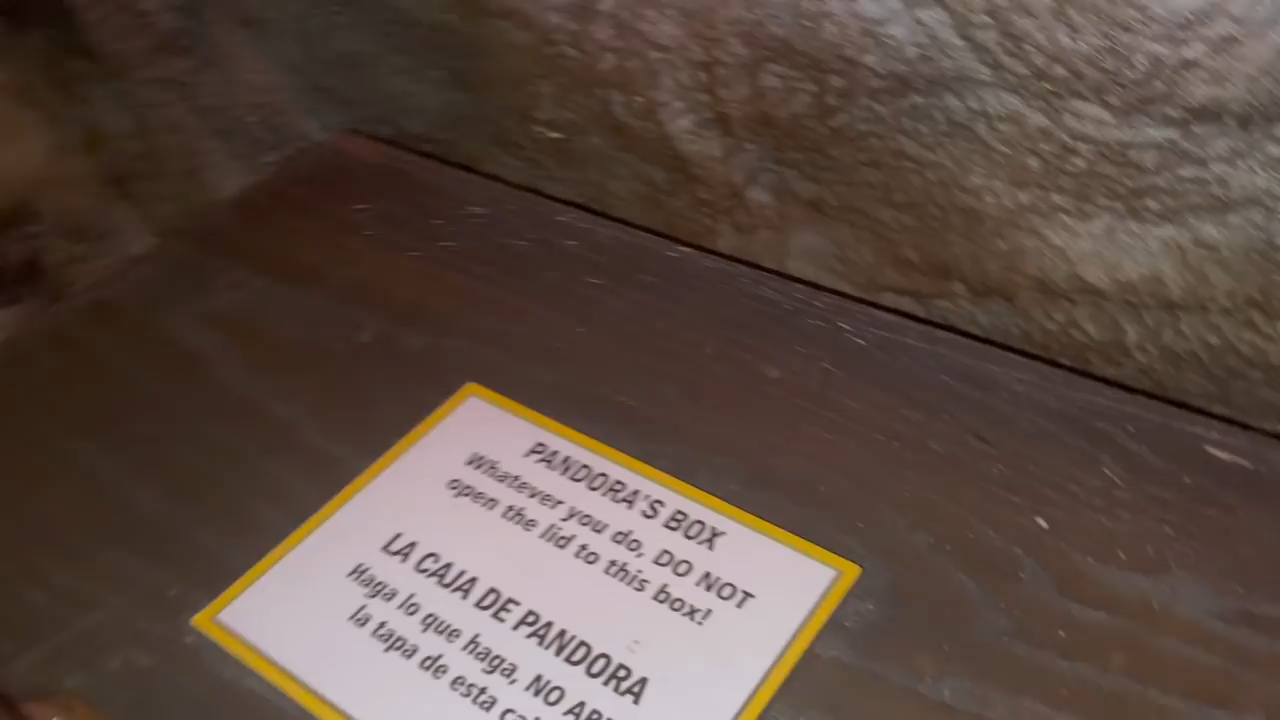 PANDORA'S BOX
Whatever you do, DO NOT
open the lid to this box!
LA CAJA DE PANDORA
Haga lo que haga, NO
la tapa de esta